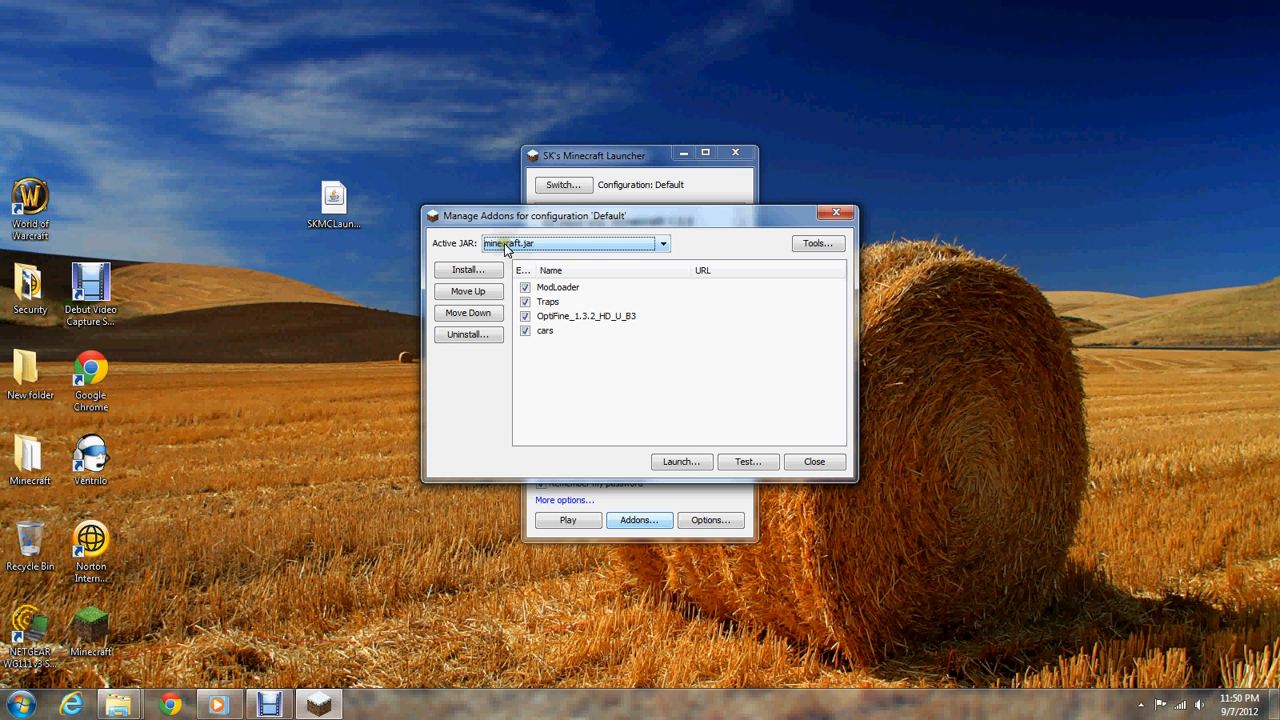 SK's Minecraft Launcher
Switch... Configuration: Default
Manage Addons for configuration 'Default'
Active JAR: minecraft.jar
Tools...
Install...
Move Up
Move Down
Uninstall...
E... Name URL
ModLoader
Traps
OptiFine_1.3.2_HD_U_B3
cars
Launch... Test... Close
Remember my password
More options...
Play Addons... Options...
World of
Warcraft
SKMCLaun...
Security
Debut Video
Capture S...
New folder
Google
Chrome
Minecraft
Ventrilo
Recycle Bin
Norton
Intern...
NETGEAR
WG111v3 S...
Minecraft
11:50 PM
9/7/2012